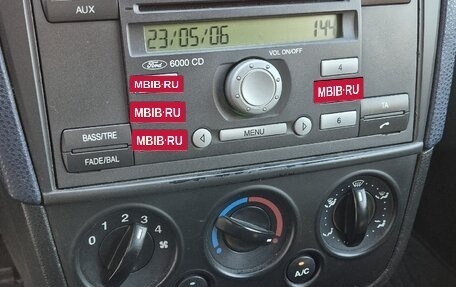 AUX
23/05/06 144
Ford 6000 CD VOL ON/OFF
4
MBIB·RU
MBIB·RU
MBIB·RU
MBIB·RU
TA
BASS/TRE
MENU
6
FADE/BAL
0 1 2 3 4
A/C